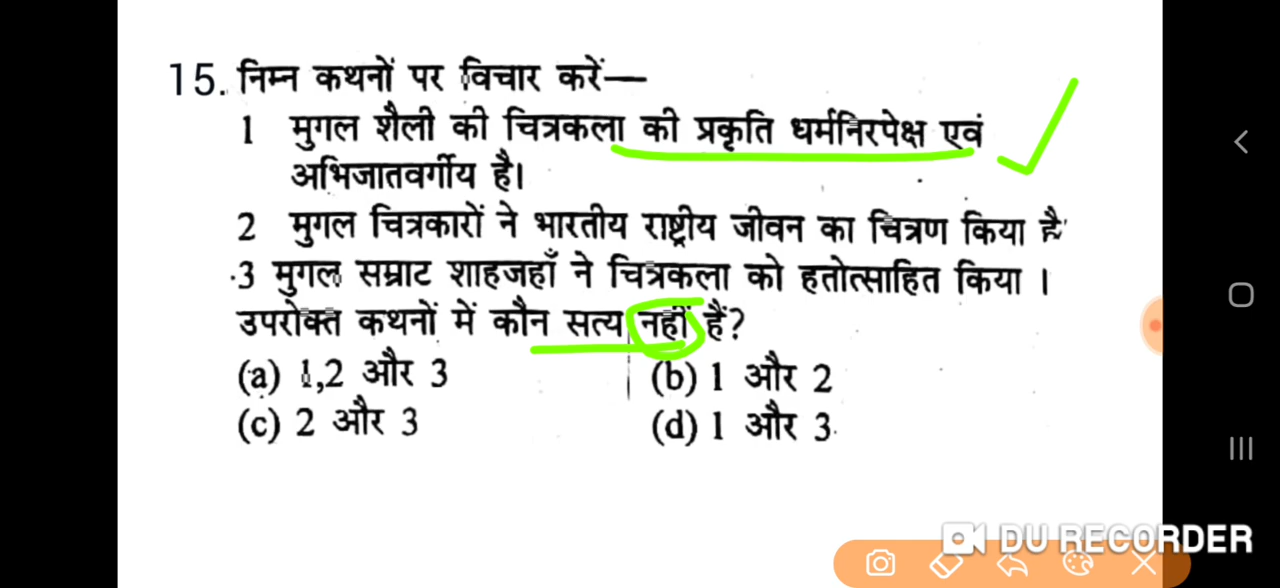 15. निम्न कथनों पर विचार करें—
1 मुगल शैली की चित्रकला की प्रकृति धर्मनिरपेक्ष एवं
अभिजातवर्गीय है।
2 मुगल चित्रकारों ने भारतीय राष्ट्रीय जीवन का चित्रण किया है
3 मुगल सम्राट शाहजहाँ ने चित्रकला को हतोत्साहित किया ।
उपरोक्त कथनों में कौन सत्य नहीं हैं?
(a) 1,2 और 3 (b) 1 और 2
(c) 2 और 3 (d) 1 और 3
DU RECORDER